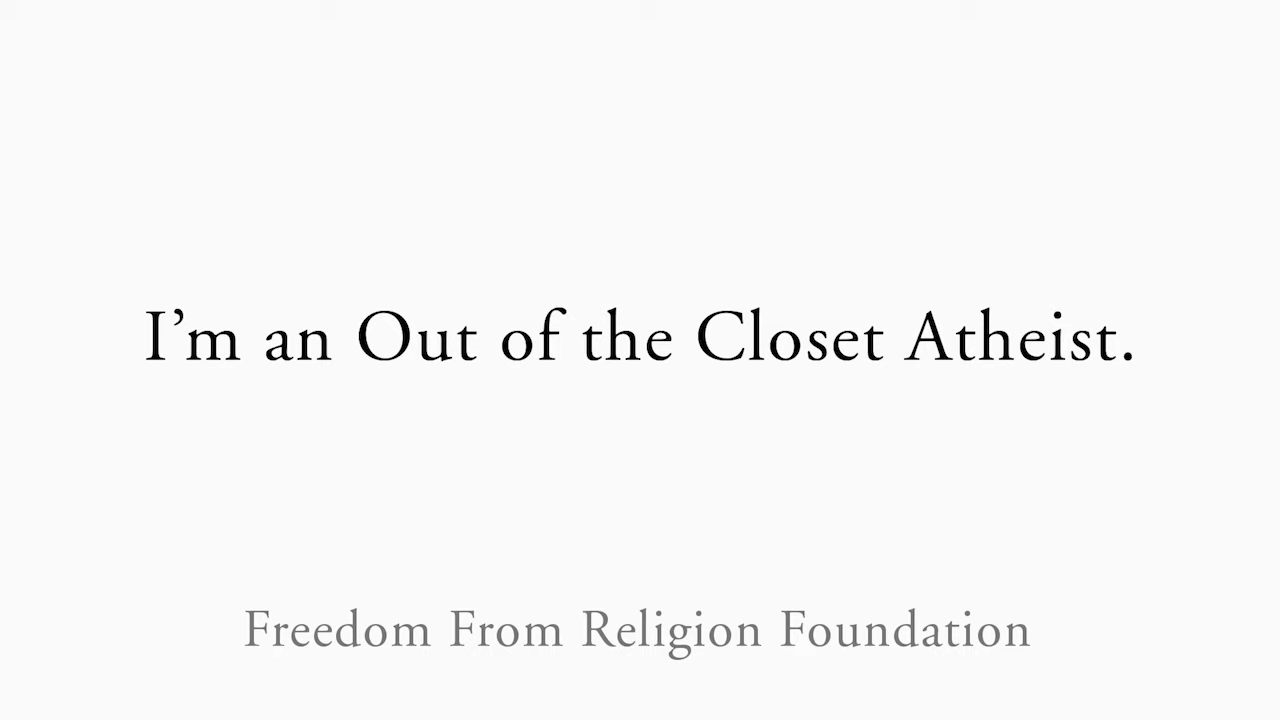 I’m an Out of the Closet Atheist.
Freedom From Religion Foundation